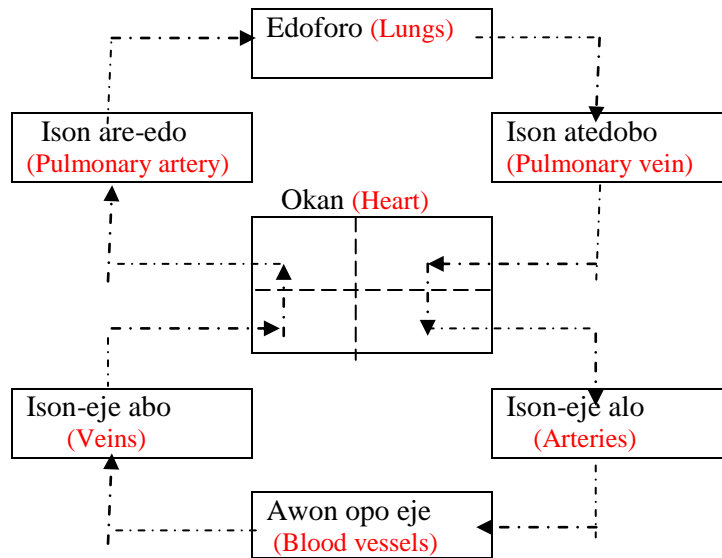 Edoforo (Lungs)
Ison are-edo
(Pulmonary artery)
Ison atedobo
(Pulmonary vein)
Okan (Heart)
Ison-eje abo
(Veins)
Ison-eje alo
(Arteries)
Awon opo eje
(Blood vessels)